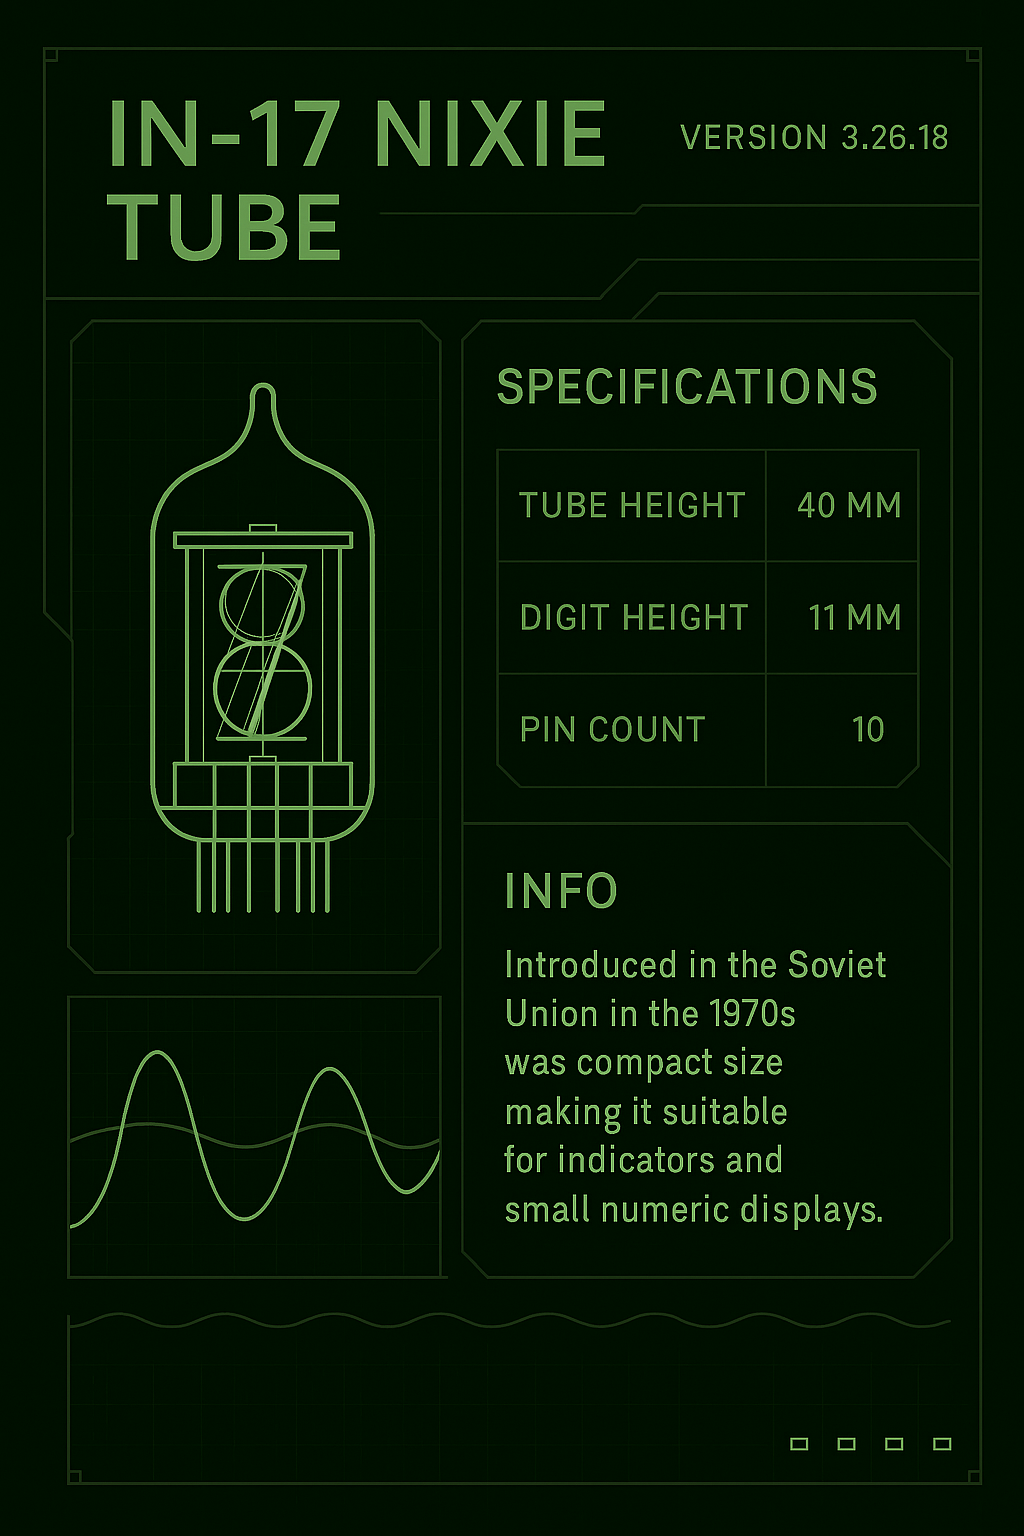 IN-17 NIXIE
TUBE
VERSION 3.26.18
SPECIFICATIONS
TUBE HEIGHT 40 MM
DIGIT HEIGHT 11 MM
PIN COUNT 10
INFO
Introduced in the Soviet
Union in the 1970s
was compact size
making it suitable
for indicators and
small numeric displays.